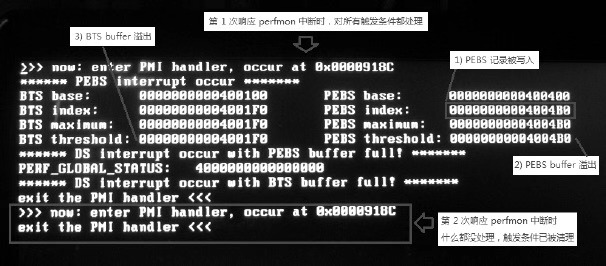 第 1 次响应 perfmon 中断时，对所有触发条件都处理
3) BTS buffer 溢出
>>> now: enter PMI handler, occur at 0x0000918C
1) PEBS 记录被写入
****** PEBS interrupt occur *******
BTS base: 0000000000400100 PEBS base: 0000000000400400
BTS index: 00000000004001F0 PEBS index: 00000000004004B0
BTS maximum: 00000000004001F0 PEBS maximum: 00000000004004B0
BTS threshold: 00000000004001F0 PEBS threshold: 00000000004004B0
****** DS interrupt occur with PEBS buffer full! *******
2) PEBS buffer 溢出
PERF_GLOBAL_STATUS: 4000000000000000
****** DS interrupt occur with BTS buffer full! *******
exit the PMI handler <<<
>>> now: enter PMI handler, occur at 0x0000918C
exit the PMI handler <<<
第 2 次响应 perfmon 中断时
什么都没处理，触发条件已被清理